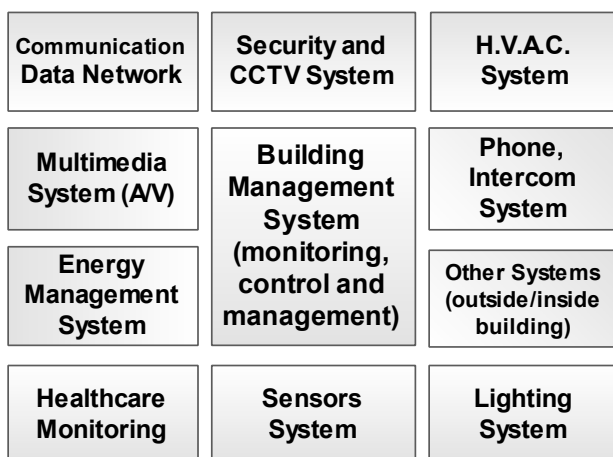 Communication
Data Network
Security and
CCTV System
H.V.A.C.
System
Multimedia
System (A/V)
Building
Management
System
(monitoring,
control and
management)
Phone,
Intercom
System
Energy
Management
System
Other Systems
(outside/inside
building)
Healthcare
Monitoring
Sensors
System
Lighting
System